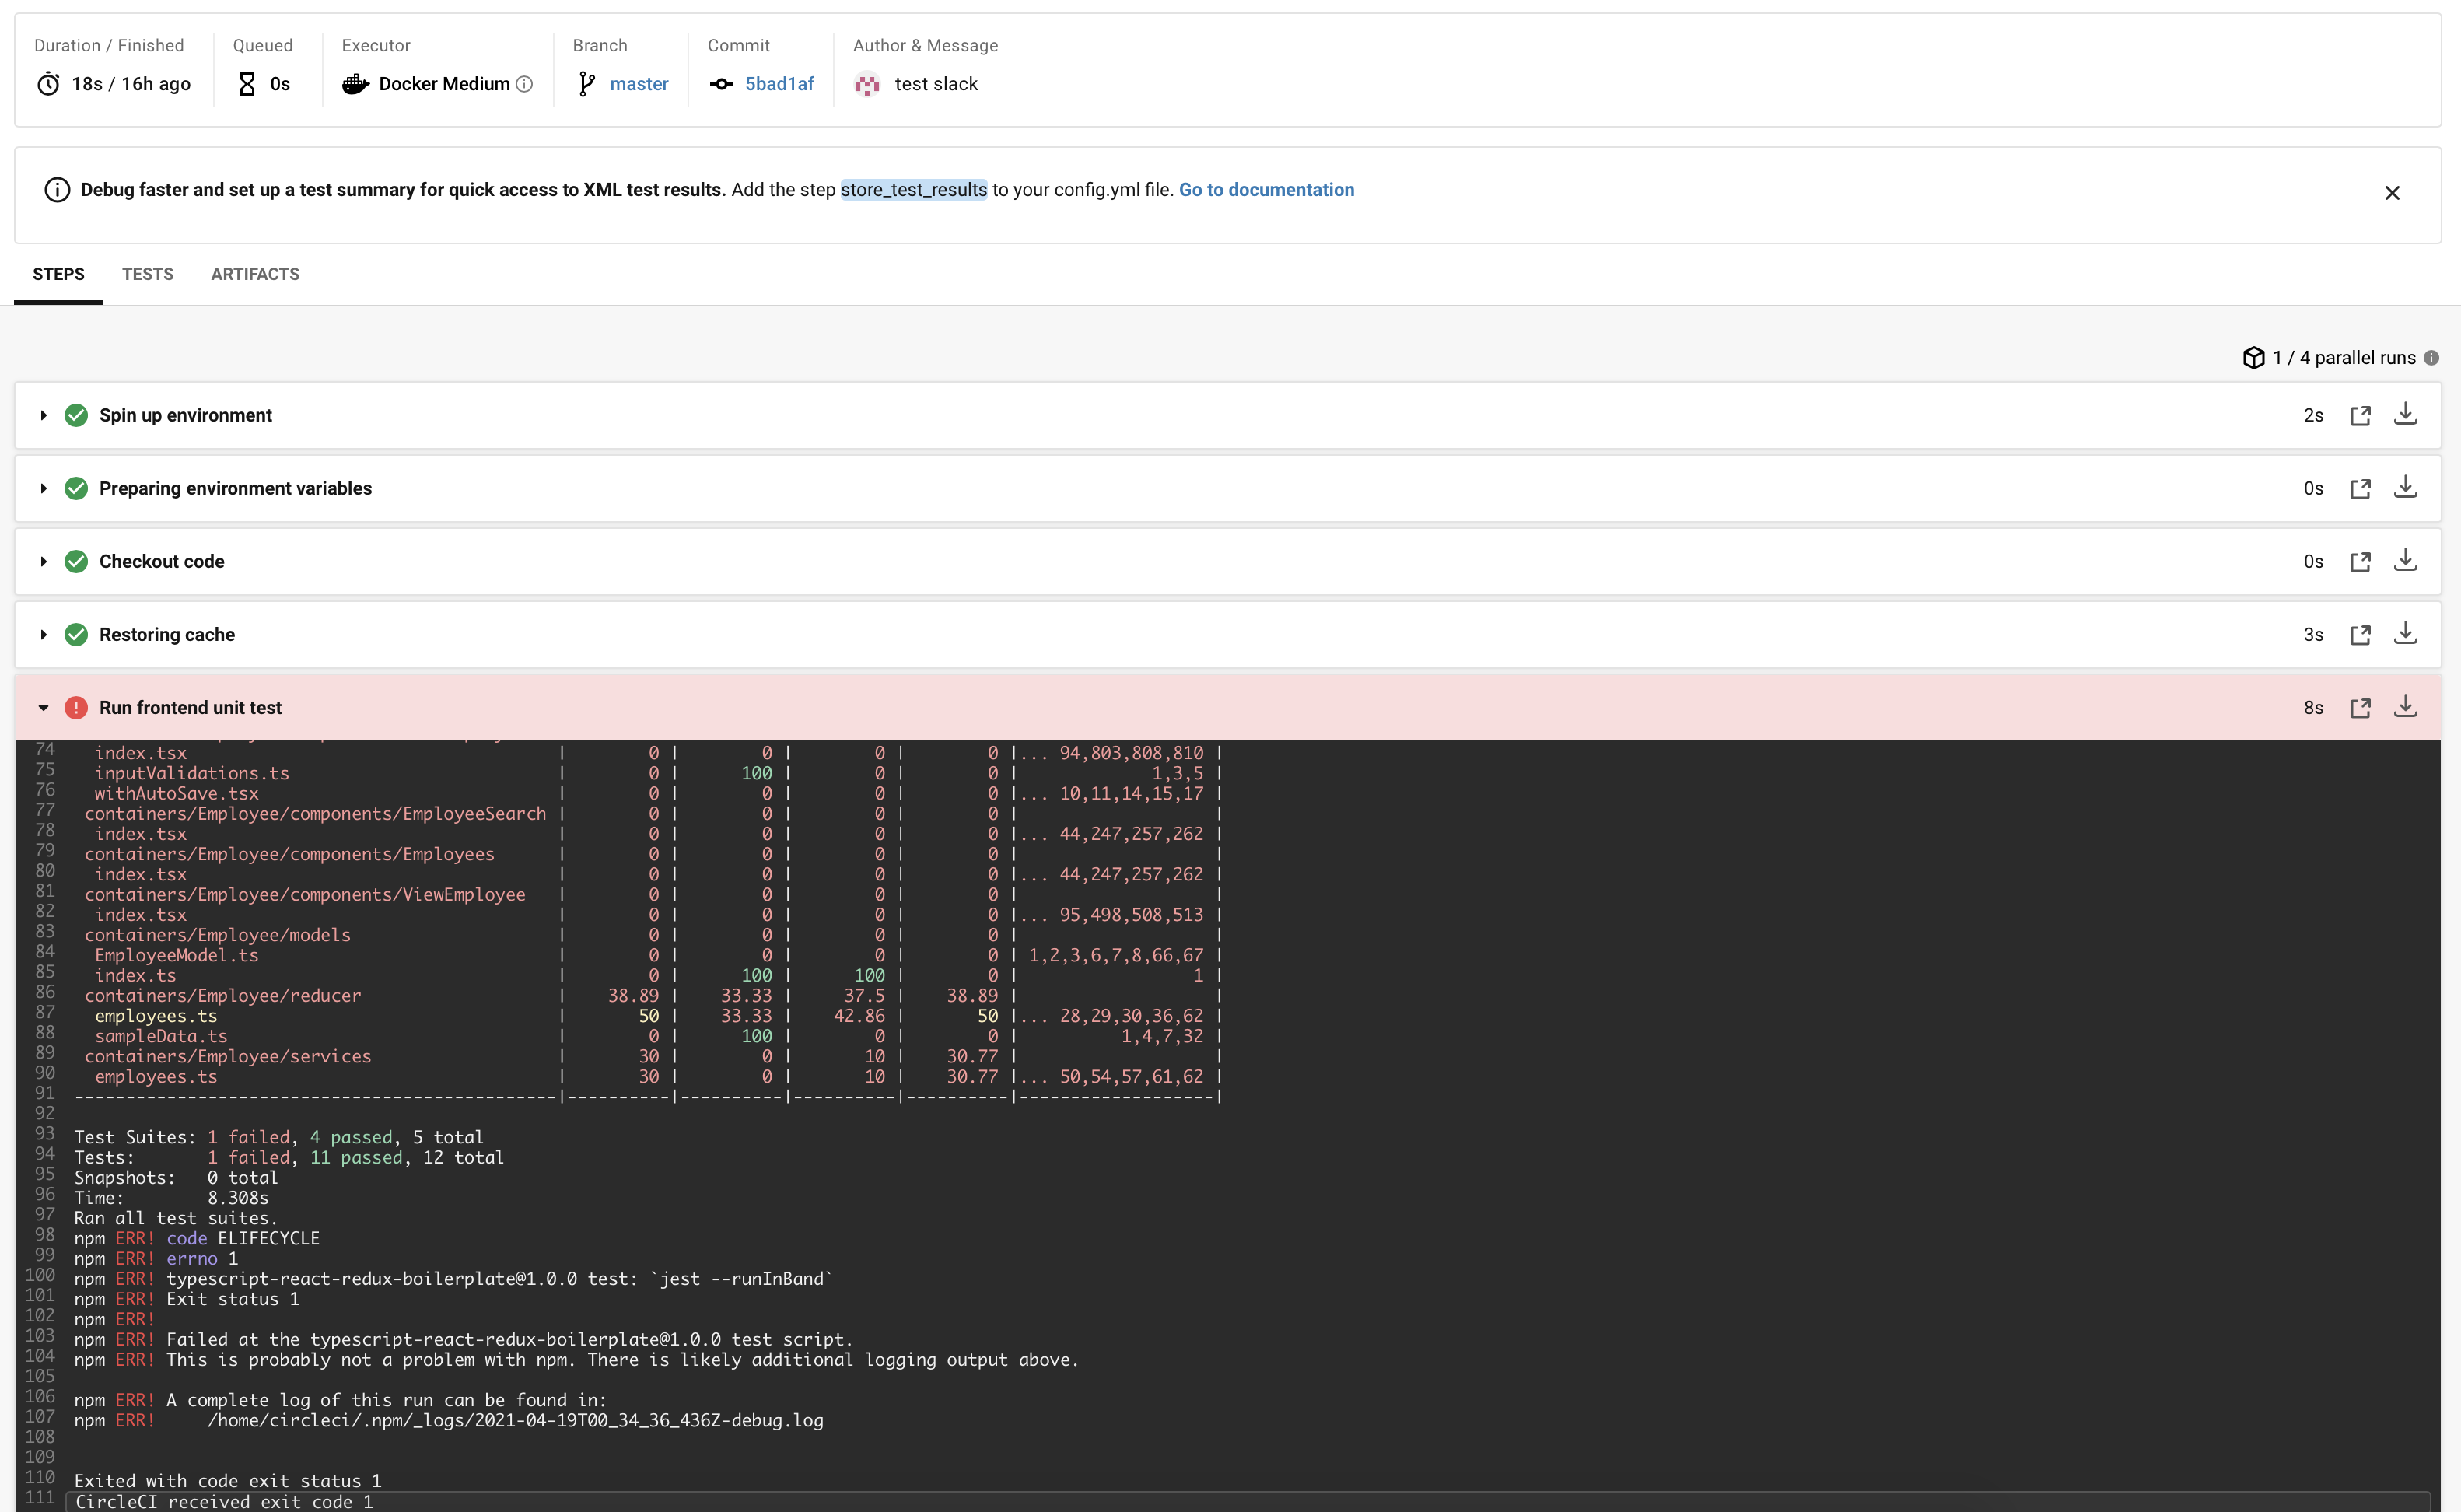 Duration / Finished
18s / 16h ago
Queued
0s
Executor
Docker Medium
Branch
master
Commit
5bad1af
Author & Message
test slack
Debug faster and set up a test summary for quick access to XML test results. Add the step store_test_results to your config.yml file. Go to documentation
STEPS TESTS ARTIFACTS
1 / 4 parallel runs
Spin up environment 2s
Preparing environment variables 0s
Checkout code 0s
Restoring cache 3s
Run frontend unit test 8s
74 index.tsx | 0 | 0 | 0 | 0 |... 94,803,808,810 |
75 inputValidations.ts | 0 | 100 | 0 | 0 | 1,3,5 |
76 withAutoSave.tsx | 0 | 0 | 0 | 0 |... 10,11,14,15,17 |
77 containers/Employee/components/EmployeeSearch | 0 | 0 | 0 | 0 | |
78 index.tsx | 0 | 0 | 0 | 0 |... 44,247,257,262 |
79 containers/Employee/components/Employees | 0 | 0 | 0 | 0 | |
80 index.tsx | 0 | 0 | 0 | 0 |... 44,247,257,262 |
81 containers/Employee/components/ViewEmployee | 0 | 0 | 0 | 0 | |
82 index.tsx | 0 | 0 | 0 | 0 |... 95,498,508,513 |
83 containers/Employee/models | 0 | 0 | 0 | 0 | |
84 EmployeeModel.ts | 0 | 0 | 0 | 0 | 1,2,3,6,7,8,66,67 |
85 index.ts | 0 | 100 | 100 | 0 | 1 |
86 containers/Employee/reducer | 38.89 | 33.33 | 37.5 | 38.89 | |
87 employees.ts | 50 | 33.33 | 42.86 | 50 |... 28,29,30,36,62 |
88 sampleData.ts | 0 | 100 | 0 | 0 | 1,4,7,32 |
89 containers/Employee/services | 30 | 0 | 10 | 30.77 | |
90 employees.ts | 30 | 0 | 10 | 30.77 |... 50,54,57,61,62 |
91 -----------------------------------------------|----------|----------|----------|----------|-------------------|
92
93 Test Suites: 1 failed, 4 passed, 5 total
94 Tests: 1 failed, 11 passed, 12 total
95 Snapshots: 0 total
96 Time: 8.308s
97 Ran all test suites.
98 npm ERR! code ELIFECYCLE
99 npm ERR! errno 1
100 npm ERR! typescript-react-redux-boilerplate@1.0.0 test: `jest --runInBand`
101 npm ERR! Exit status 1
102 npm ERR!
103 npm ERR! Failed at the typescript-react-redux-boilerplate@1.0.0 test script.
104 npm ERR! This is probably not a problem with npm. There is likely additional logging output above.
105
106 npm ERR! A complete log of this run can be found in:
107 npm ERR! /home/circleci/.npm/_logs/2021-04-19T00_34_36_436Z-debug.log
108
109
110 Exited with code exit status 1
111 CircleCI received exit code 1